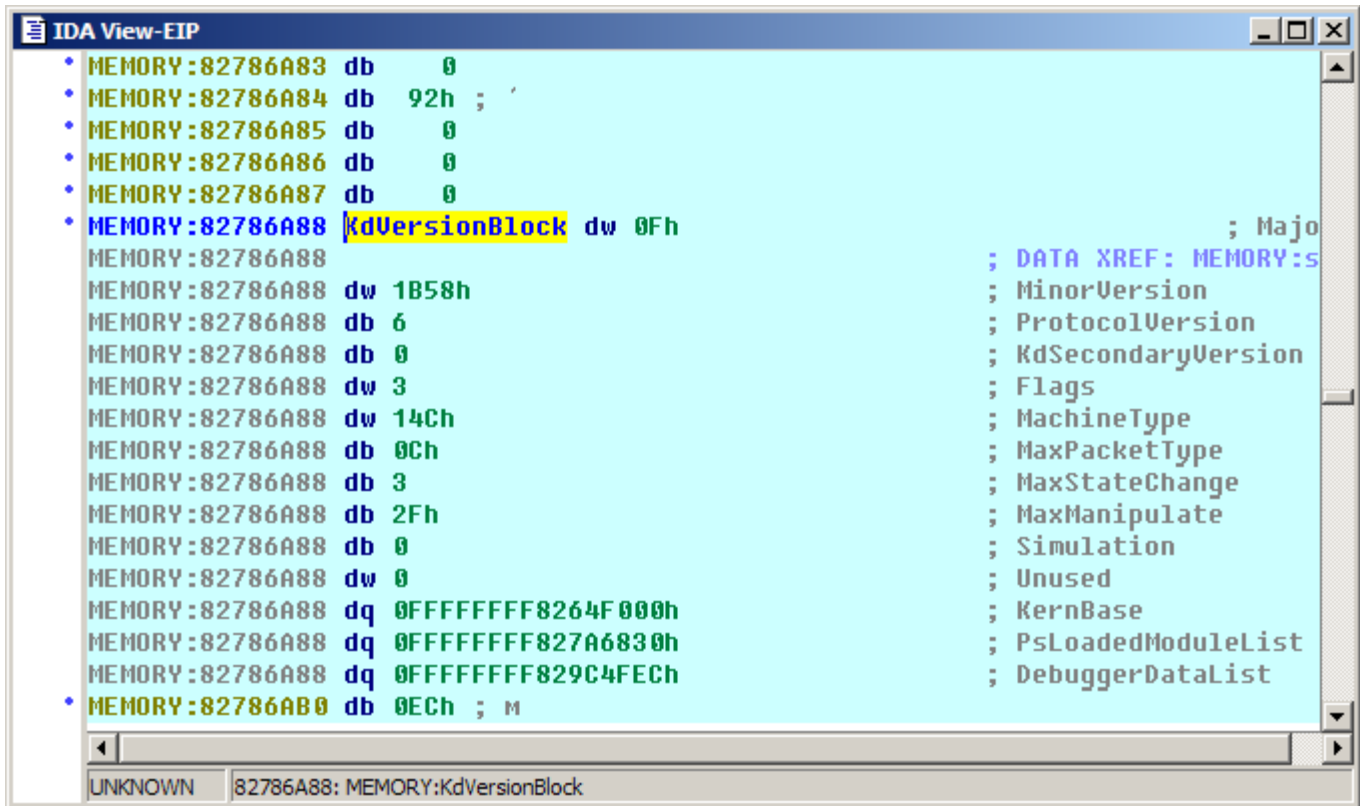 IDA View-EIP
MEMORY:82786A83 db 0
MEMORY:82786A84 db 92h ; ′
MEMORY:82786A85 db 0
MEMORY:82786A86 db 0
MEMORY:82786A87 db 0
MEMORY:82786A88 KdVersionBlock dw 0Fh ; Majo
MEMORY:82786A88 ; DATA XREF: MEMORY:s
MEMORY:82786A88 dw 1B58h ; MinorVersion
MEMORY:82786A88 db 6 ; ProtocolVersion
MEMORY:82786A88 db 0 ; KdSecondaryVersion
MEMORY:82786A88 dw 3 ; Flags
MEMORY:82786A88 dw 14Ch ; MachineType
MEMORY:82786A88 db 0Ch ; MaxPacketType
MEMORY:82786A88 db 3 ; MaxStateChange
MEMORY:82786A88 db 2Fh ; MaxManipulate
MEMORY:82786A88 db 0 ; Simulation
MEMORY:82786A88 dw 0 ; Unused
MEMORY:82786A88 dq 0FFFFFFFF8264F000h ; KernBase
MEMORY:82786A88 dq 0FFFFFFFF827A6830h ; PsLoadedModuleList
MEMORY:82786A88 dq 0FFFFFFFF829C4FECh ; DebuggerDataList
MEMORY:82786AB0 db 0ECh ; м
UNKNOWN 82786A88: MEMORY:KdVersionBlock